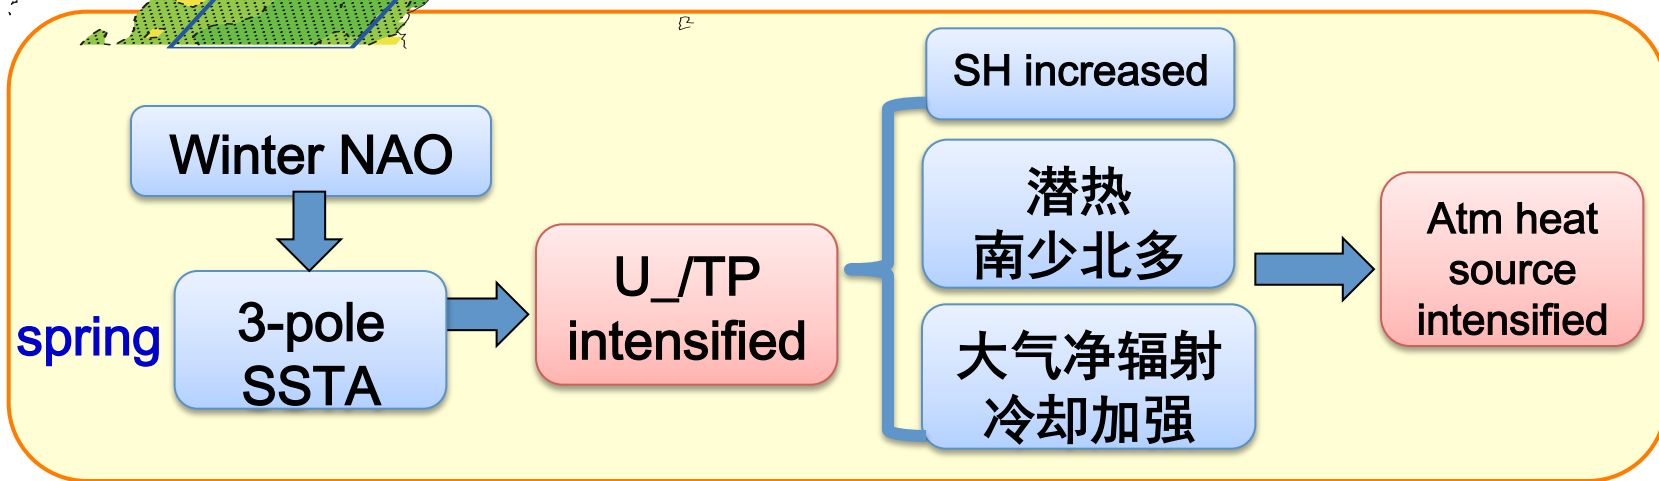 Winter NAO
spring
3-pole
SSTA
U_/TP
intensified
SH increased
潜热
南少北多
大气净辐射
冷却加强
Atm heat
source
intensified